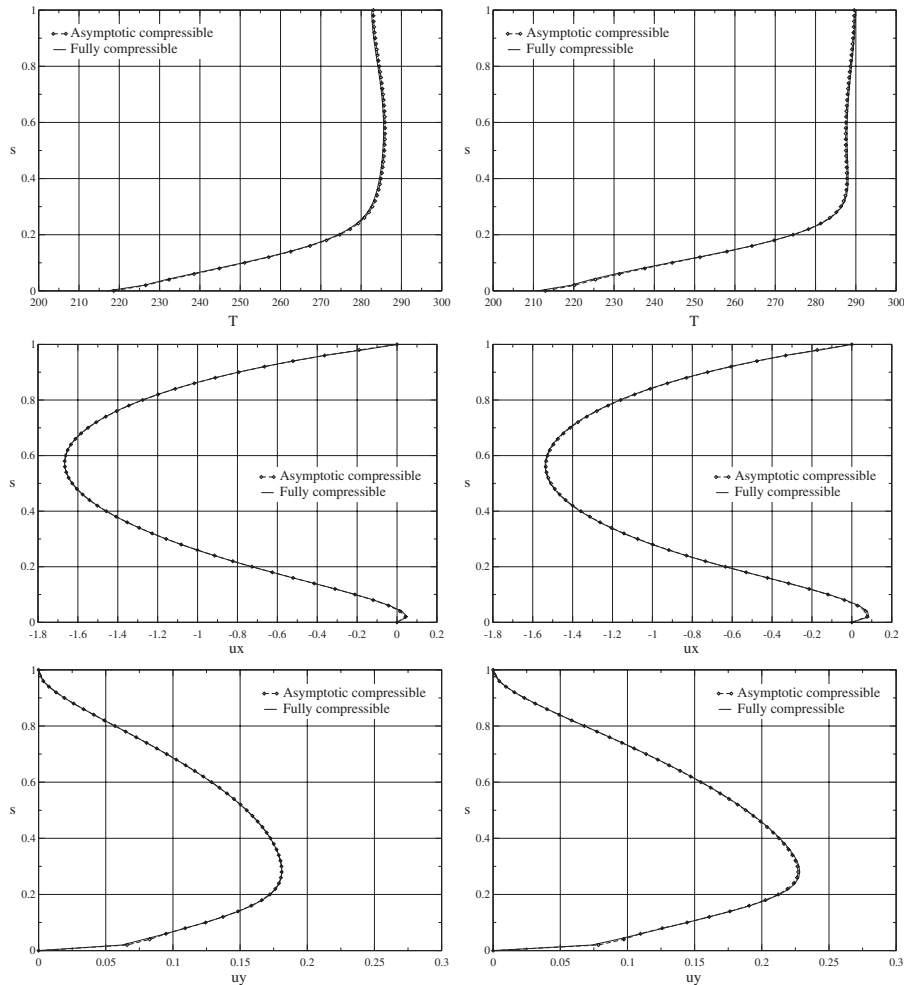 Asymptotic compressible
Fully compressible
1
0.8
0.6
s
0.4
0.2
0
200 210 220 230 240 250 260 270 280 290 300
T
Asymptotic compressible
Fully compressible
1
0.8
0.6
s
0.4
0.2
0
200 210 220 230 240 250 260 270 280 290 300
T
1
0.8
0.6
s
0.4
0.2
0
Asymptotic compressible
Fully compressible
-1.8 -1.6 -1.4 -1.2 -1 -0.8 -0.6 -0.4 -0.2 0 0.2
ux
1
0.8
0.6
s
0.4
0.2
0
Asymptotic compressible
Fully compressible
-1.8 -1.6 -1.4 -1.2 -1 -0.8 -0.6 -0.4 -0.2 0 0.2
ux
1
Asymptotic compressible
Fully compressible
0.8
0.6
s
0.4
0.2
0
0 0.05 0.1 0.15 0.2 0.25 0.3
uy
1
Asymptotic compressible
Fully compressible
0.8
0.6
s
0.4
0.2
0
0 0.05 0.1 0.15 0.2 0.25 0.3
uy